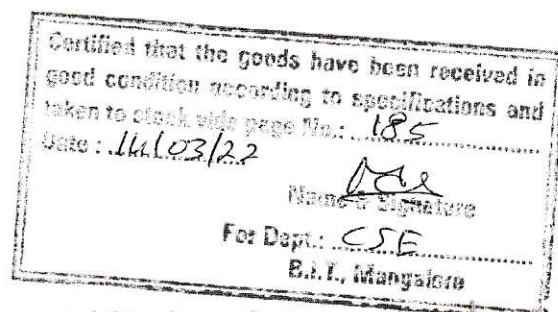 Certified that the goods have been received in
good condition according to specifications and
taken to stock vide page No.: 185
Date : 14/03/22
Name & Signature
For Dept.: CSE
B.I.T., Mangalore